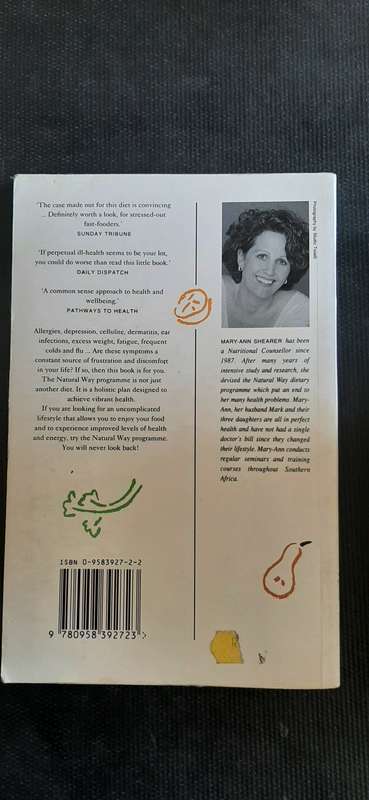 'The case made out for this diet is convincing
... Definitely worth a look, for stressed-out
fast-fooders.'
SUNDAY TRIBUNE
'If perpetual ill-health seems to be your lot,
you could do worse than read this little book.'
DAILY DISPATCH
'A common sense approach to health and
wellbeing.'
PATHWAYS TO HEALTH
Allergies, depression, cellulite, dermatitis, ear
infections, excess weight, fatigue, frequent
colds and flu ... Are these symptoms a
constant source of frustration and discomfort
in your life? If so, then this book is for you.
The Natural Way programme is not just
another diet. It is a holistic plan designed to
achieve vibrant health.
If you are looking for an uncomplicated
lifestyle that allows you to enjoy your food
and to experience improved levels of health
and energy, try the Natural Way programme.
You will never look back!
ISBN 0-9583927-2-2
9 780958 392723 >
Photography by Studio
MARY-ANN SHEARER has been
a Nutritional Counsellor since
1987. After many years of
intensive study and research, she
devised the Natural Way dietary
programme which put an end to
her many health problems. Mary-
Ann, her husband Mark and their
three daughters are all in perfect
health and have not had a single
doctor's bill since they changed
their lifestyle. Mary-Ann conducts
regular seminars and training
courses throughout Southern
Africa.